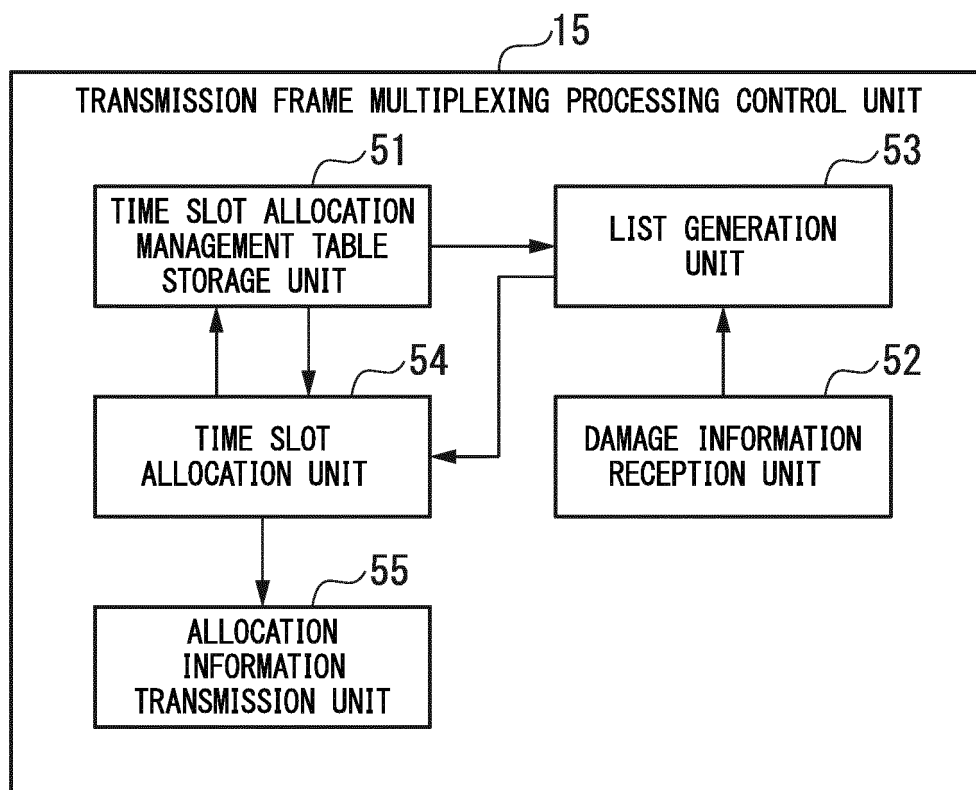 15
TRANSMISSION FRAME MULTIPLEXING PROCESSING CONTROL UNIT
51
TIME SLOT ALLOCATION
MANAGEMENT TABLE
STORAGE UNIT
53
LIST GENERATION
UNIT
54
TIME SLOT
ALLOCATION UNIT
52
DAMAGE INFORMATION
RECEPTION UNIT
55
ALLOCATION
INFORMATION
TRANSMISSION UNIT